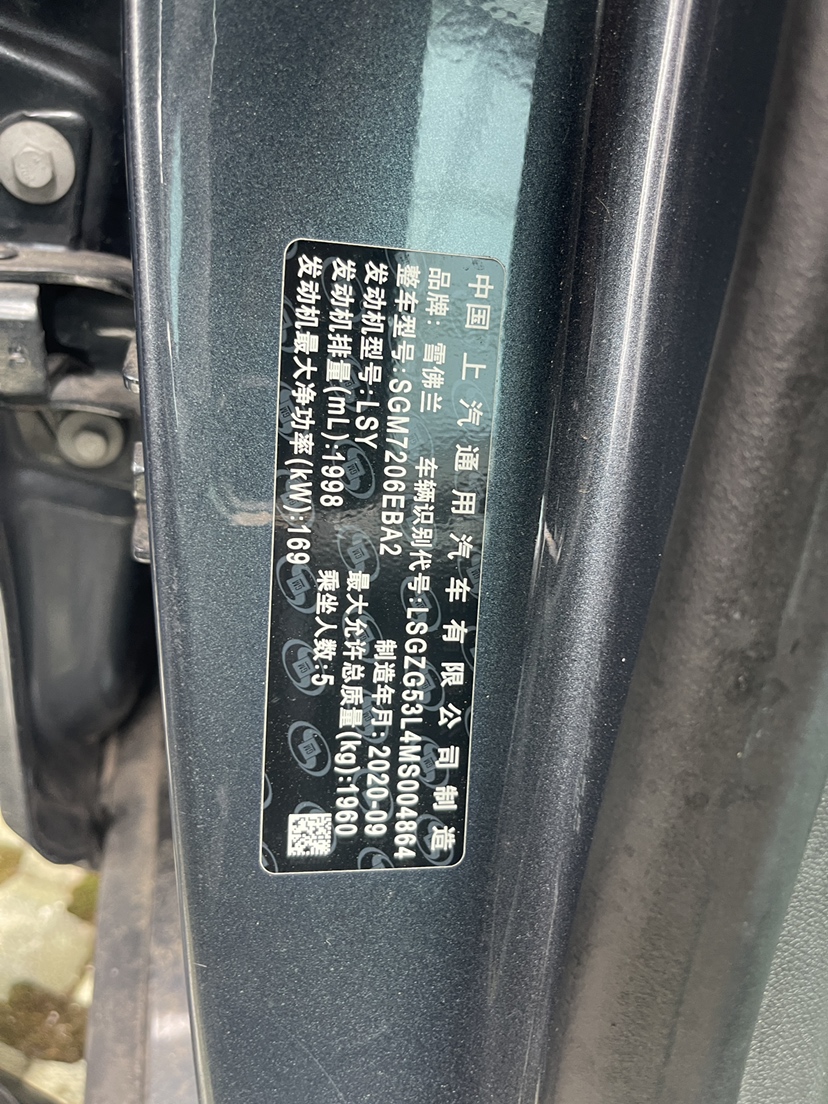 中国 上汽通用汽车有限公司制造
品牌: 雪佛兰 车辆识别代号:LSGZG53L4MS004864
整车型号:SGM7206EBA2 制造年月: 2020-09
发动机型号:LSY 最大允许总质量(kg):1960
发动机排量(mL):1998 乘坐人数:5
发动机最大净功率(kW):169